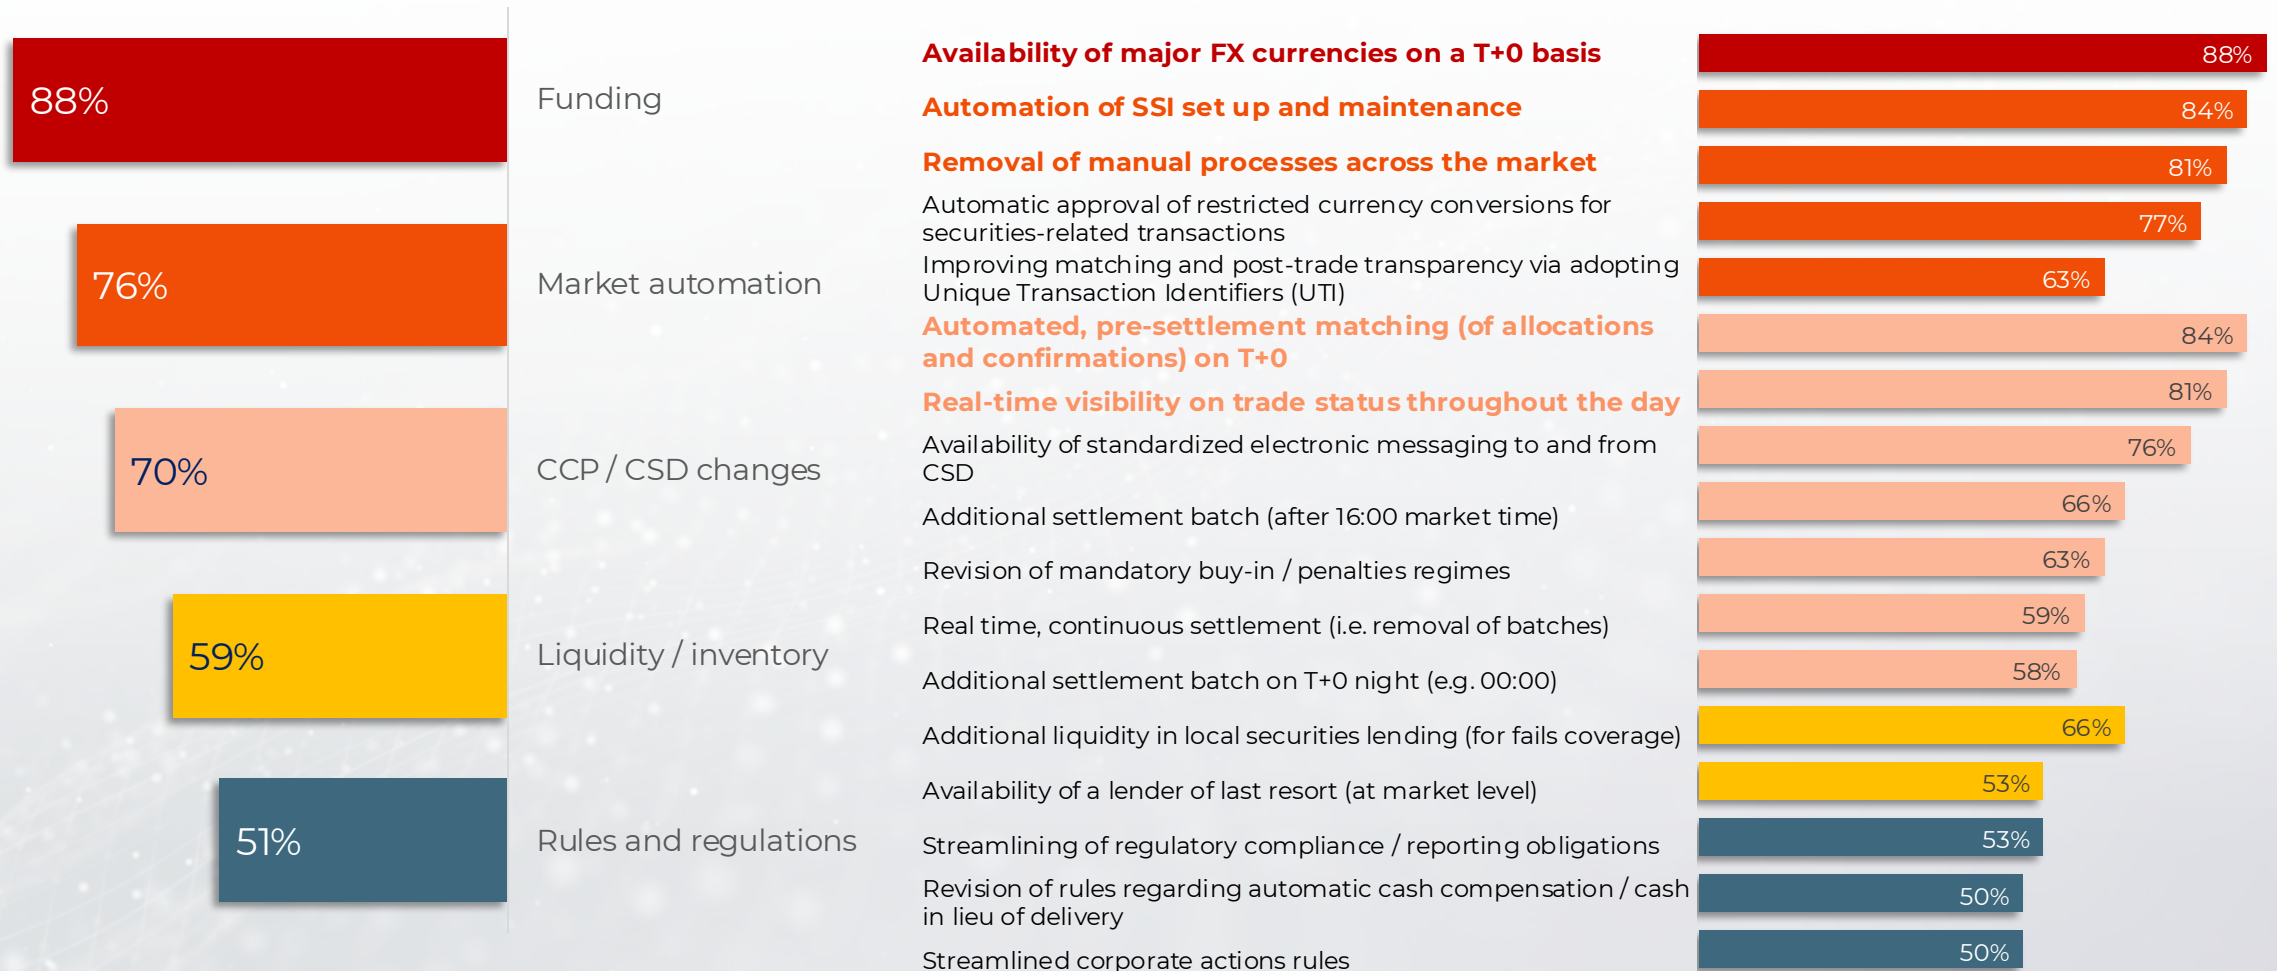 88%
Funding
76%
Market automation
70%
CCP / CSD changes
59%
Liquidity / inventory
51%
Rules and regulations
Availability of major FX currencies on a T+0 basis
88%
Automation of SSI set up and maintenance
84%
Removal of manual processes across the market
81%
Automatic approval of restricted currency conversions for
securities-related transactions
77%
Improving matching and post-trade transparency via adopting
Unique Transaction Identifiers (UTI)
63%
Automated, pre-settlement matching (of allocations
and confirmations) on T+0
84%
Real-time visibility on trade status throughout the day
81%
Availability of standardized electronic messaging to and from
CSD
76%
Additional settlement batch (after 16:00 market time)
66%
Revision of mandatory buy-in / penalties regimes
63%
Real time, continuous settlement (i.e. removal of batches)
59%
Additional settlement batch on T+0 night (e.g. 00:00)
58%
Additional liquidity in local securities lending (for fails coverage)
66%
Availability of a lender of last resort (at market level)
53%
Streamlining of regulatory compliance / reporting obligations
53%
Revision of rules regarding automatic cash compensation / cash
in lieu of delivery
50%
Streamlined corporate actions rules
50%